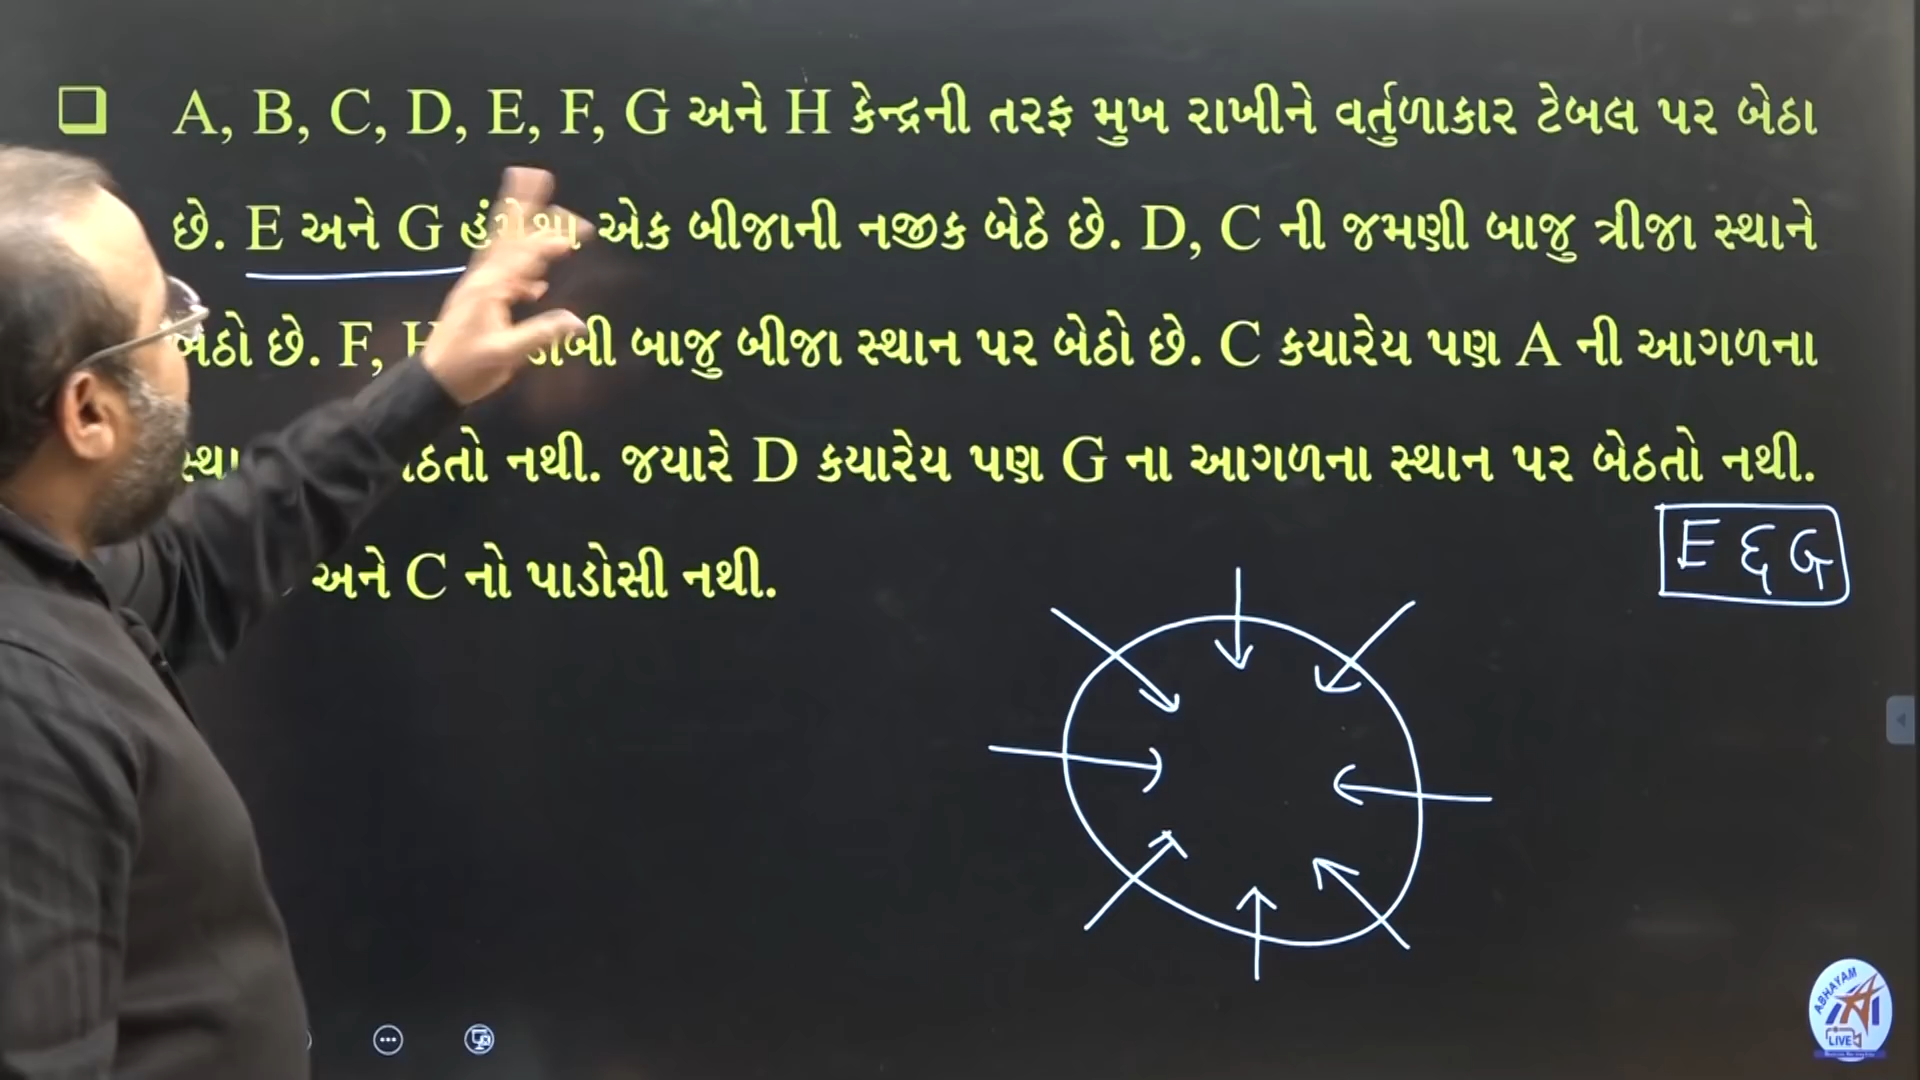 A, B, C, D, E, F, G અને H કેન્દ્રની તરફ મુખ રાખીને વર્તુળાકાર ટેબલ પર બેઠા
છે. E અને G એક બીજાની નજીક બેઠે છે. D, C ની જમણી બાજુ ત્રીજા સ્થાને
છે. F, બાજુ બીજા સ્થાન પર બેઠો છે. C કયારેય પણ A ની આગળના
નથી. જયારે D કયારેય પણ G ના આગળના સ્થાન પર બેઠતો નથી.
અને C નો પાડોસી નથી.
E & G
ABHAYAM
LIVE